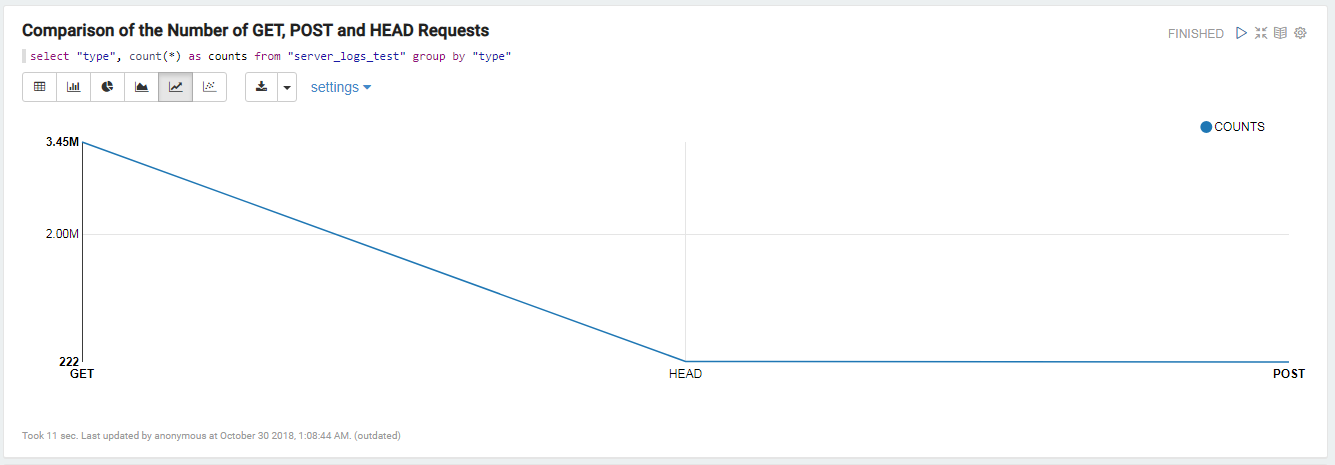 Comparison of the Number of GET, POST and HEAD Requests
FINISHED
select "type", count(*) as counts from "server_logs_test" group by "type"
settings
COUNTS
3.45M
2.00M
222
GET HEAD POST
Took 11 sec. Last updated by anonymous at October 30 2018, 1:08:44 AM. (outdated)